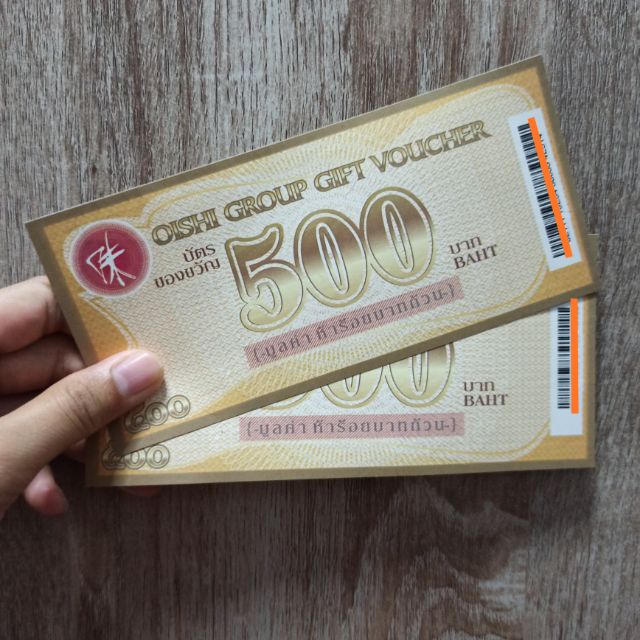 OISHI GROUP GIFT VOUCHER
味
บัตร
ของขวัญ
500
บาท
BAHT
(-มูลค่า ห้าร้อยบาทถ้วน-)
500
00
บาท
BAHT
(-มูลค่า ห้าร้อยบาทถ้วน-)
500